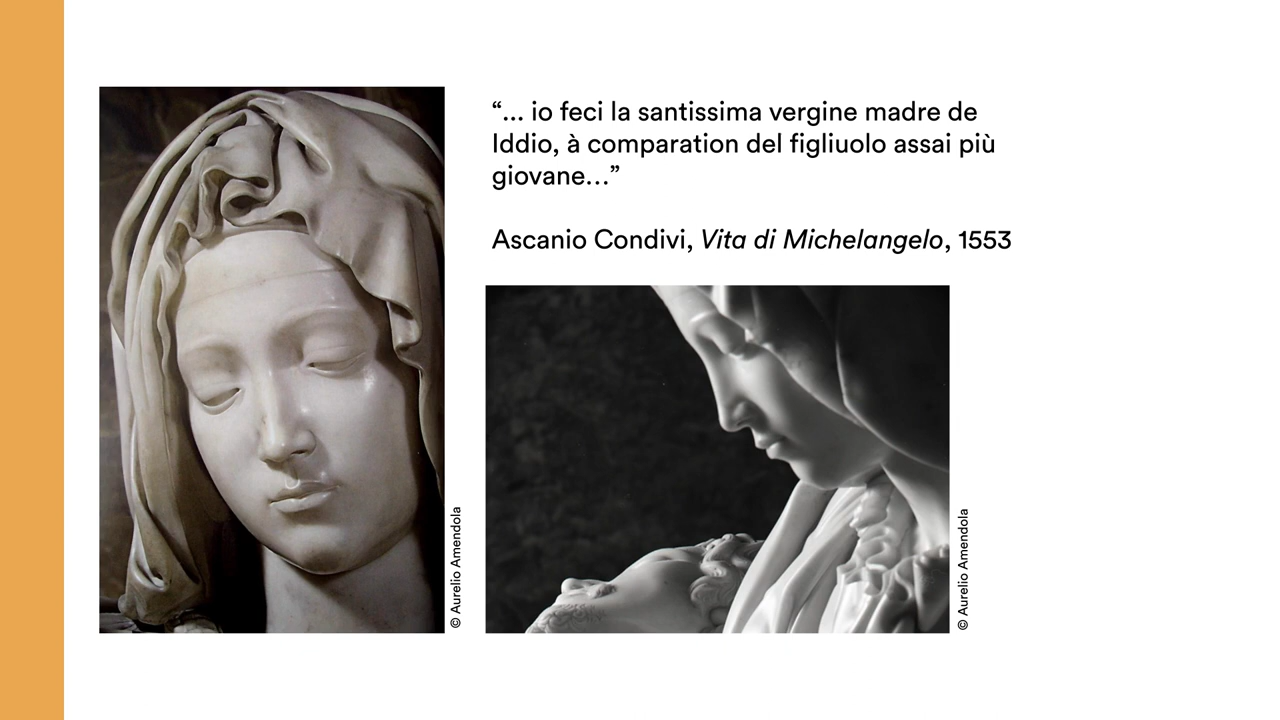 “... io feci la santissima vergine madre de
Iddio, à comparation del figliuolo assai più
giovane...”
Ascanio Condivi, Vita di Michelangelo, 1553
© Aurelio Amendola
© Aurelio Amendola